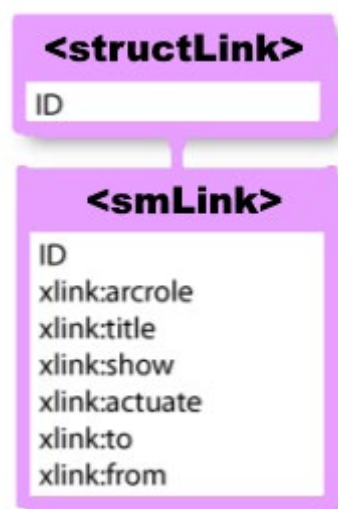 <structLink>
ID
<smLink>
ID
xlink:arcrole
xlink:title
xlink:show
xlink:actuate
xlink:to
xlink:from